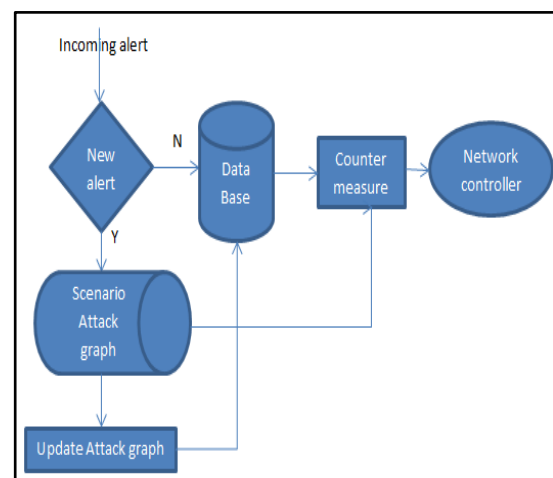 Incoming alert
New
alert
N
Data
Base
Counter
measure
Network
controller
Y
Scenario
Attack
graph
Update Attack graph